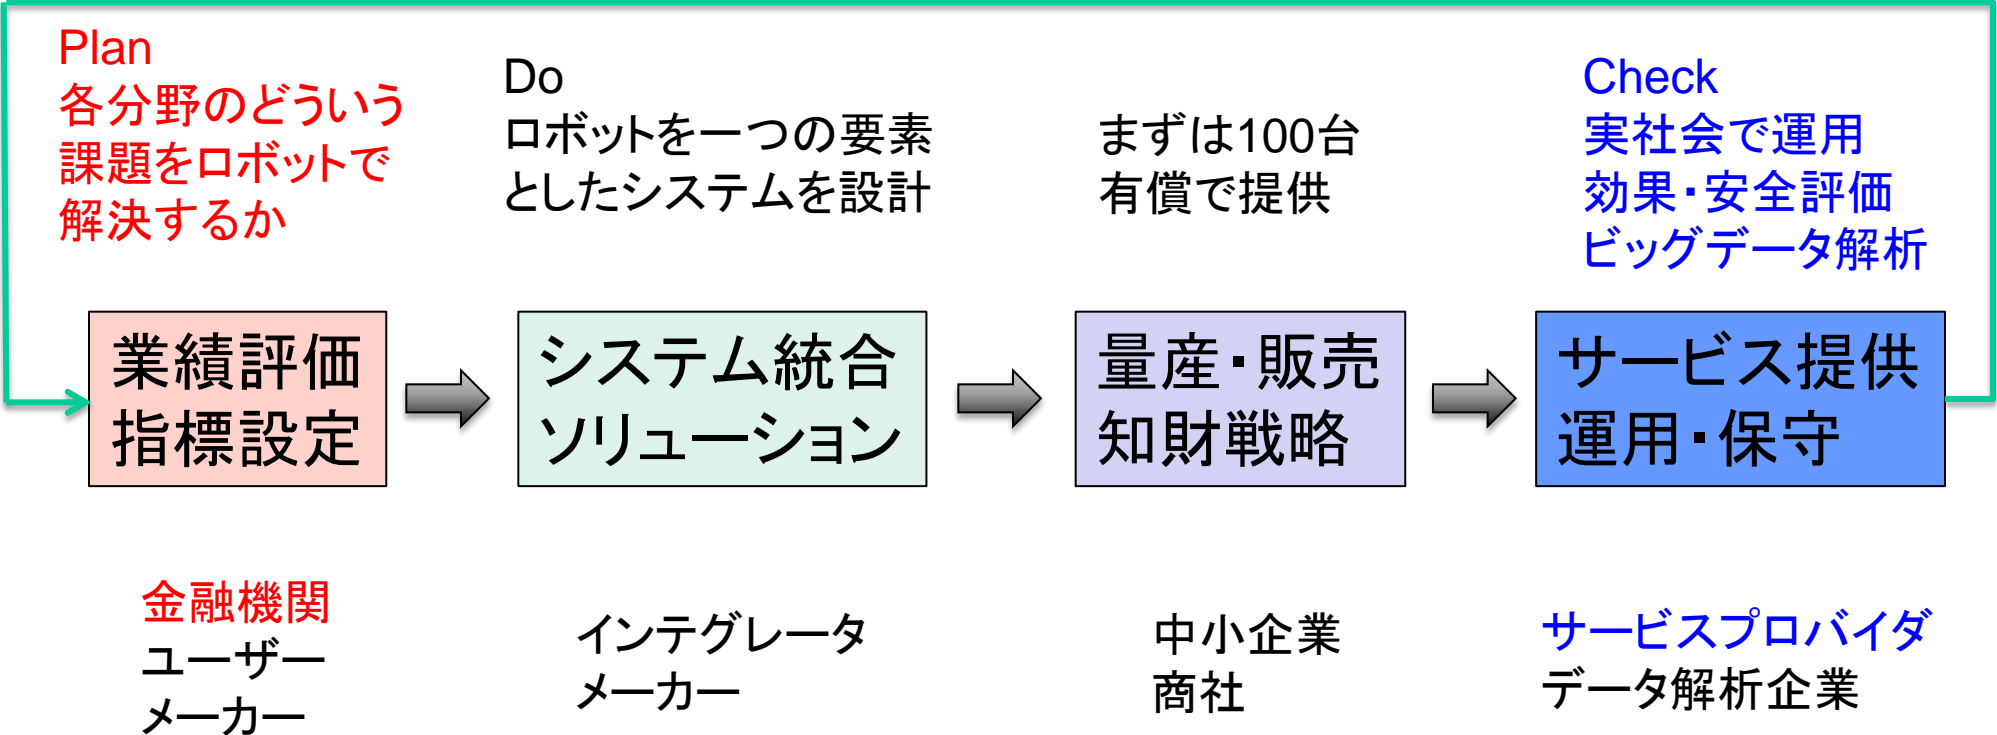 Plan
各分野のどういう
課題をロボットで
解決するか
Do
ロボットを一つの要素
としたシステムを設計
まずは100台
有償で提供
Check
実社会で運用
効果・安全評価
ビッグデータ解析
業績評価
指標設定
システム統合
ソリューション
量産・販売
知財戦略
サービス提供
運用・保守
金融機関
ユーザー
メーカー
インテグレータ
メーカー
中小企業
商社
サービスプロバイダ
データ解析企業